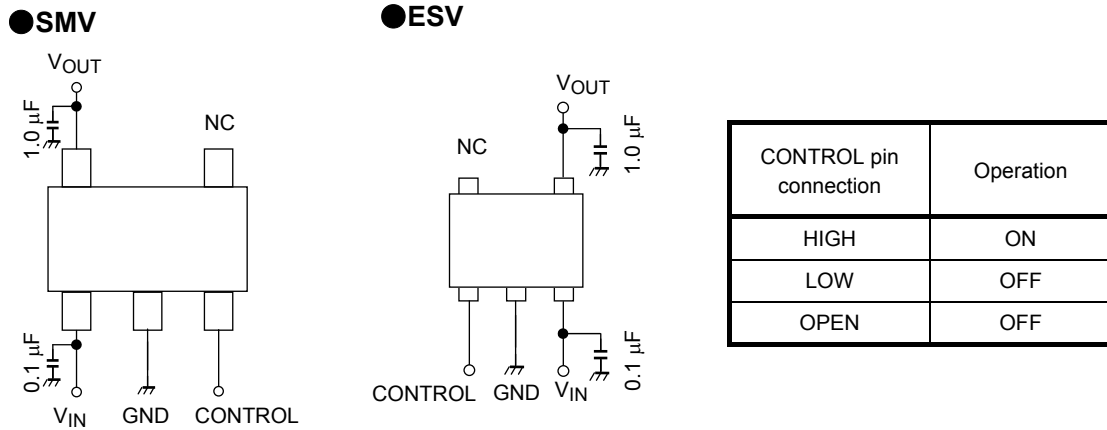 ●SMV
VOUT
1.0 μF
NC
0.1 μF
VIN
GND
CONTROL
●ESV
VOUT
NC
1.0 μF
CONTROL
GND
VIN
0.1 μF
CONTROL pin
connection
Operation
HIGH
ON
LOW
OFF
OPEN
OFF